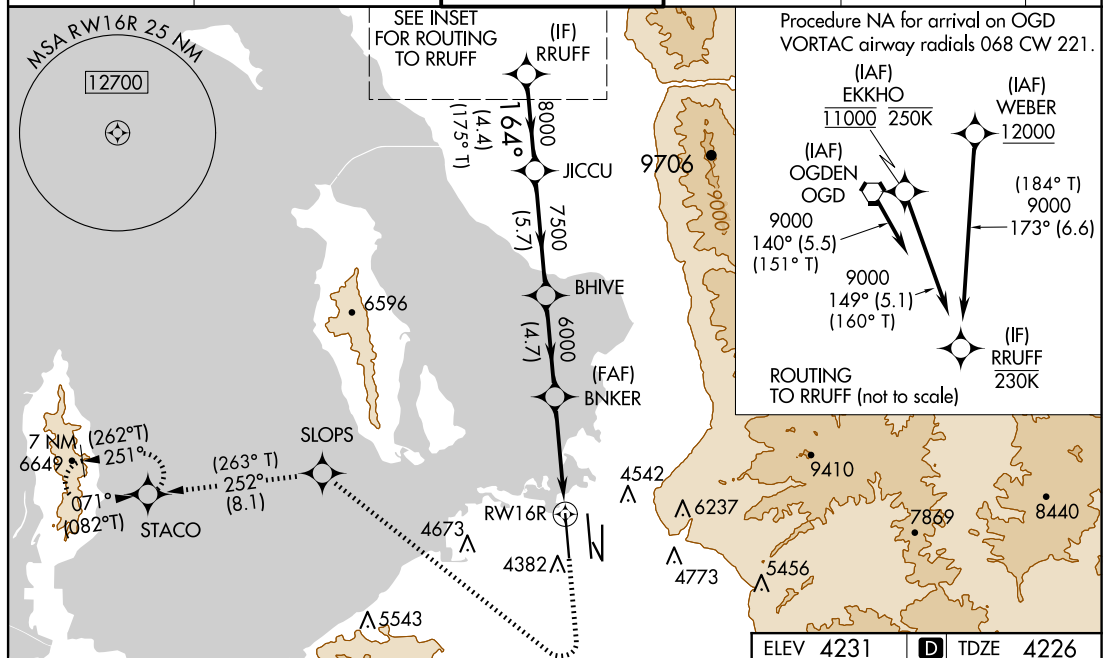 MSA RW16R 25 NM
12700
SEE INSET
FOR ROUTING
TO RRUFF
(IF)
RRUFF
8000
164°
(4.4)
(175° T)
JICCU
7500
(5.7)
BHIVE
6000
(4.7)
(FAF)
BNKER
RW16R
9706
9000
6596
7 NM
6649
(262°T)
251°
071°
(082°T)
STACO
(263° T)
252°
(8.1)
SLOPS
4673
4382
5543
4542
6237
4773
5456
9410
7869
8440
Procedure NA for arrival on OGD
VORTAC airway radials 068 CW 221.
(IAF)
EKKHO
11000 250K
(IAF)
WEBER
12000
(IAF)
OGDEN
OGD
9000
140° (5.5)
(151° T)
9000
149° (5.1)
(160° T)
(184° T)
9000
173° (6.6)
(IF)
RRUFF
230K
ROUTING
TO RRUFF (not to scale)
ELEV 4231 D TDZE 4226